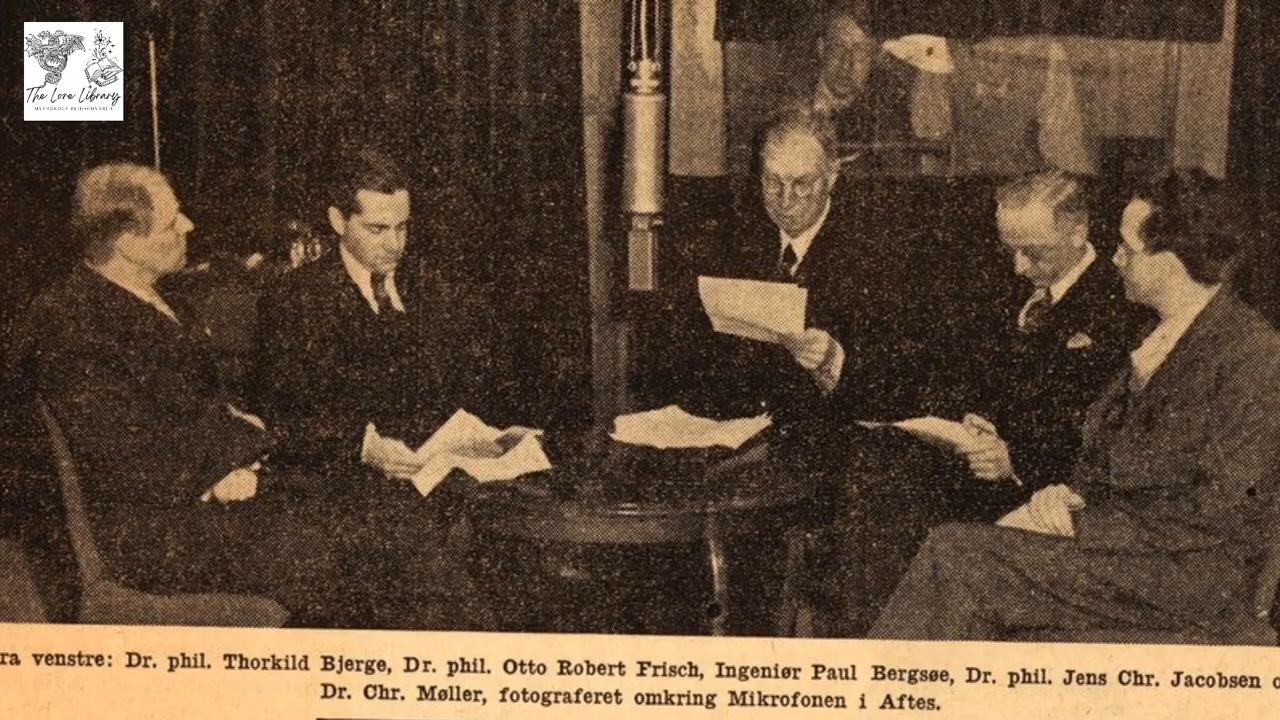 The Lore Library
ra venstre: Dr. phil. Thorkild Bjerge, Dr. phil. Otto Robert Frisch, Ingeniør Paul Bergsøe, Dr. phil. Jens Chr. Jacobsen o
Dr. Chr. Møller, fotograferet omkring Mikrofonen i Aftes.